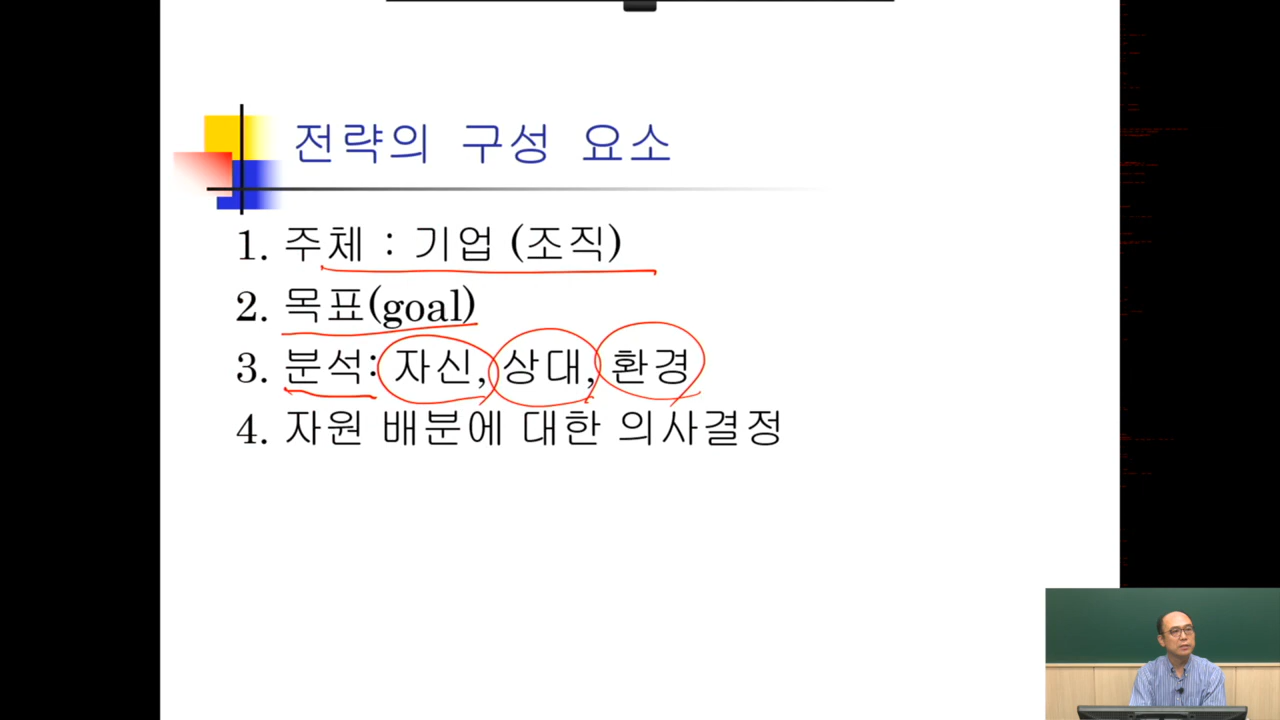 전략의 구성 요소
1. 주체 : 기업 (조직)
2. 목표(goal)
3. 분석: 자신, 상대, 환경
4. 자원 배분에 대한 의사결정